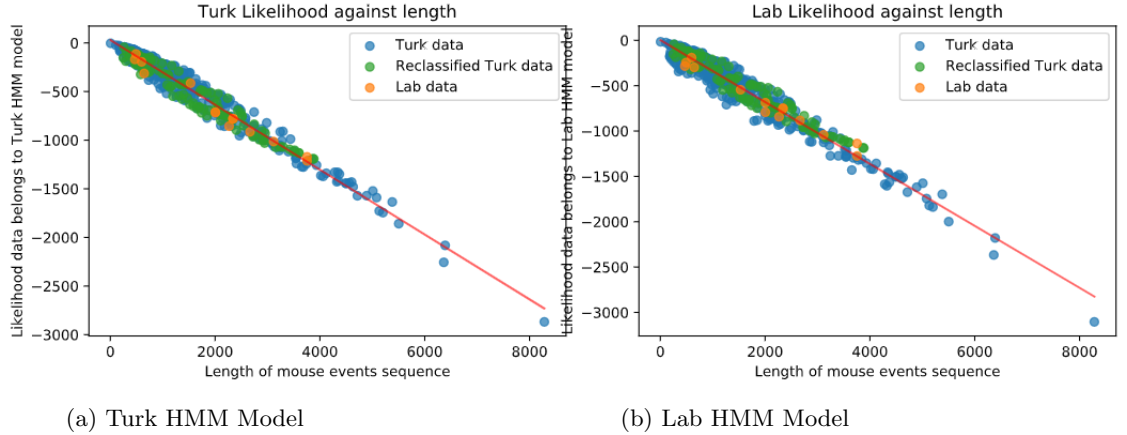 Turk Likelihood against length
Likelihood data belongs to Turk HMM model
0
−500
−1000
−1500
−2000
−2500
−3000
Turk data
Reclassified Turk data
Lab data
0 2000 4000 6000 8000
Length of mouse events sequence
(a) Turk HMM Model
Lab Likelihood against length
Likelihood data belongs to Lab HMM model
0
−500
−1000
−1500
−2000
−2500
−3000
Turk data
Reclassified Turk data
Lab data
0 2000 4000 6000 8000
Length of mouse events sequence
(b) Lab HMM Model